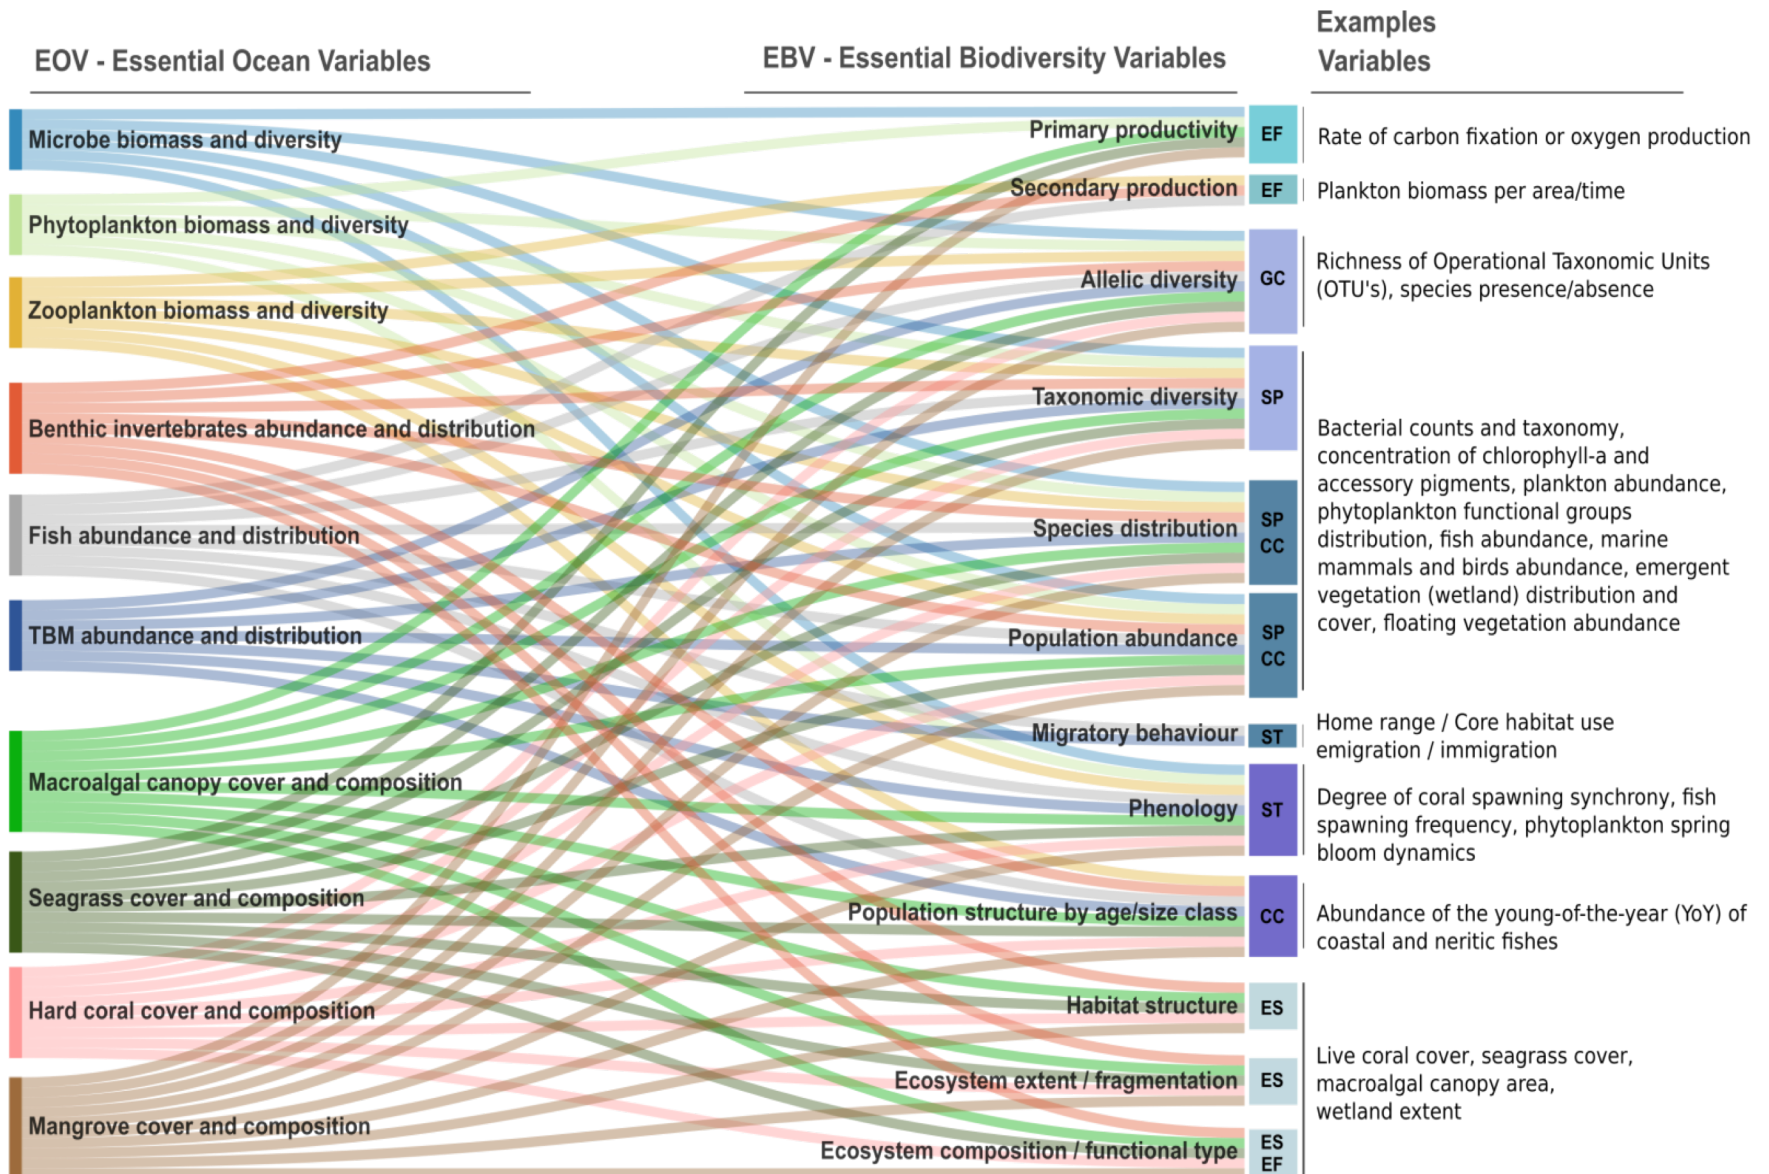 Examples
EOV - Essential Ocean Variables
EBV - Essential Biodiversity Variables
Variables
Microbe biomass and diversity
Phytoplankton biomass and diversity
Zooplankton biomass and diversity
Benthic invertebrates abundance and distribution
Fish abundance and distribution
TBM abundance and distribution
Macroalgal canopy cover and composition
Seagrass cover and composition
Hard coral cover and composition
Mangrove cover and composition
Primary productivity
EF
Rate of carbon fixation or oxygen production
Secondary production
EF
Plankton biomass per area/time
Allelic diversity
GC
Richness of Operational Taxonomic Units
(OTU's), species presence/absence
Taxonomic diversity
SP
Species distribution
SP
CC
Population abundance
SP
CC
Bacterial counts and taxonomy,
concentration of chlorophyll-a and
accessory pigments, plankton abundance,
phytoplankton functional groups
distribution, fish abundance, marine
mammals and birds abundance, emergent
vegetation (wetland) distribution and
cover, floating vegetation abundance
Migratory behaviour
ST
Home range / Core habitat use
emigration / immigration
Phenology
ST
Degree of coral spawning synchrony, fish
spawning frequency, phytoplankton spring
bloom dynamics
Population structure by age/size class
CC
Abundance of the young-of-the-year (YoY) of
coastal and neritic fishes
Habitat structure
ES
Ecosystem extent / fragmentation
ES
Ecosystem composition / functional type
ES
EF
Live coral cover, seagrass cover,
macroalgal canopy area,
wetland extent